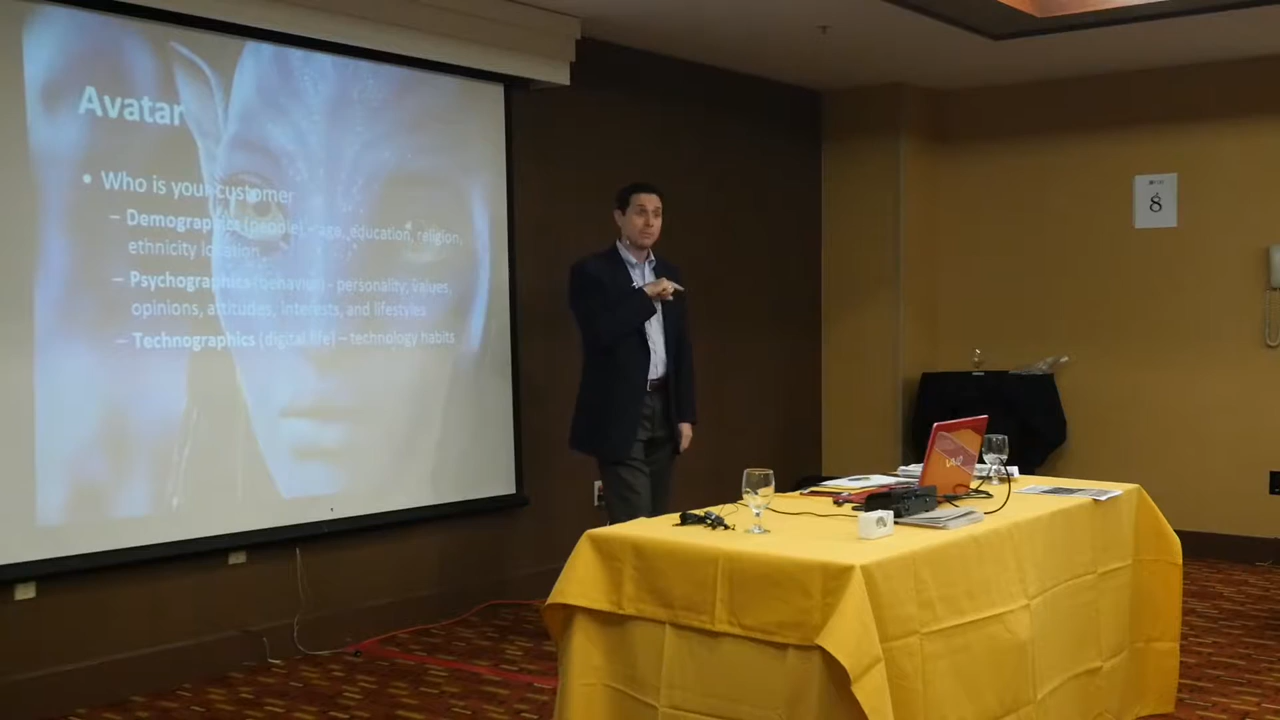 Avatar
• Who is your customer
– Demographics (people) - age, education, religion,
ethnicity location
– Psychographics (behavior) - personality, values,
opinions, attitudes, interests, and lifestyles
– Technographics (digital life) – technology habits
8
VAIO